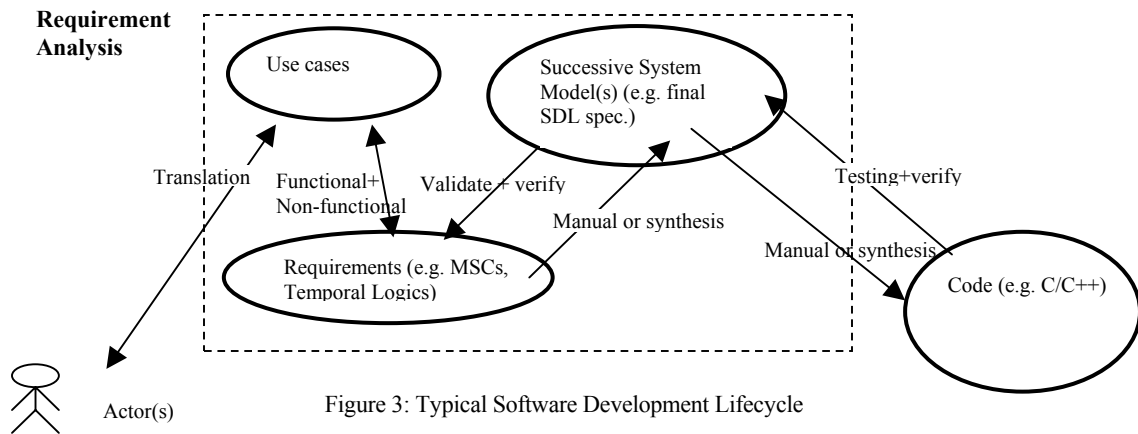 Requirement
Analysis
Use cases
Successive System
Model(s) (e.g. final
SDL spec.)
Translation
Functional+
Non-functional
Validate + verify
Testing+verify
Manual or synthesis
Manual or synthesis
Requirements (e.g. MSCs,
Temporal Logics)
Code (e.g. C/C++)
Actor(s)
Figure 3: Typical Software Development Lifecycle